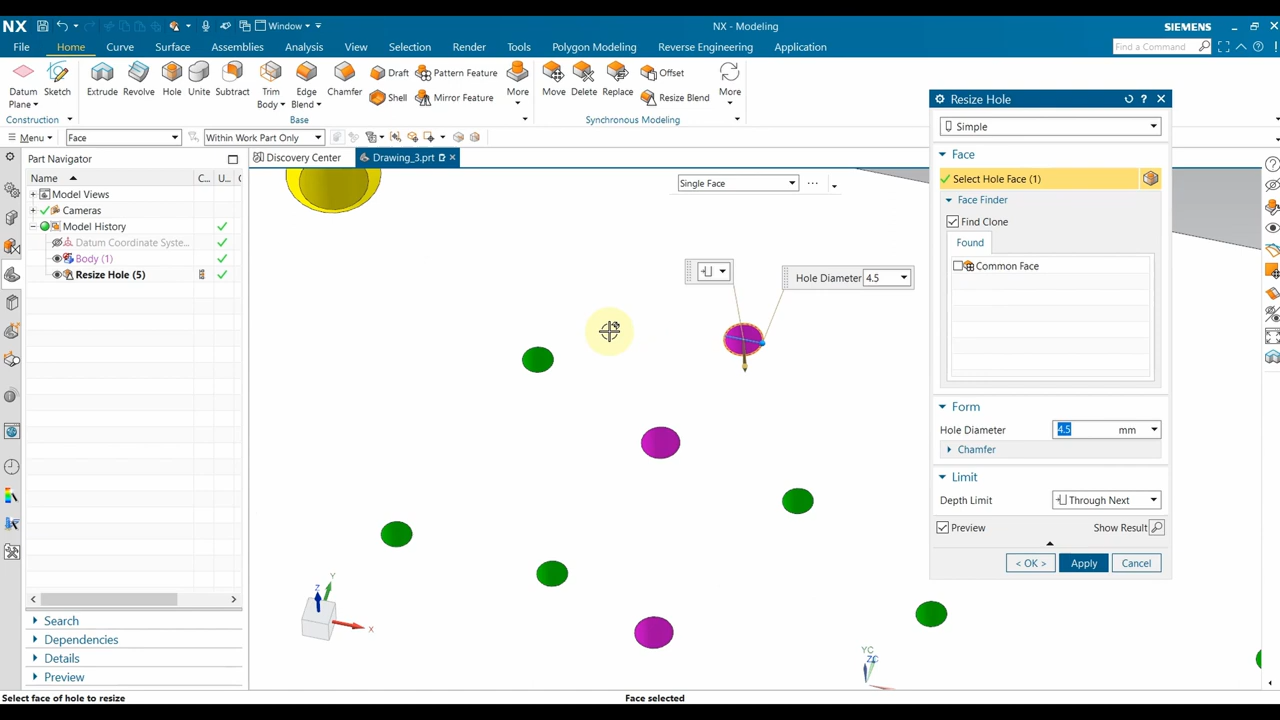 NX
Window
NX - Modeling
SIEMENS
File
Home
Curve
Surface
Assemblies
Analysis
View
Selection
Render
Tools
Polygon Modeling
Reverse Engineering
Application
Find a Command
Datum Plane
Sketch
Extrude
Revolve
Hole
Unite
Subtract
Trim Body
Edge Blend
Chamfer
Draft
Shell
Pattern Feature
Mirror Feature
More
Move
Delete
Replace
Offset
Resize Blend
More
Construction
Base
Synchronous Modeling
Menu
Face
Within Work Part Only
Part Navigator
Discovery Center
Drawing_3.prt
Name
C...
U...
C
Model Views
Cameras
Model History
Datum Coordinate Syste...
Body (1)
Resize Hole (5)
Search
Dependencies
Details
Preview
Single Face
Hole Diameter 4.5
Resize Hole
Simple
Face
Select Hole Face (1)
Face Finder
Find Clone
Found
Common Face
Form
Hole Diameter
4.5 mm
Chamfer
Limit
Depth Limit
Through Next
Preview
Show Result
< OK >
Apply
Cancel
Z
Y
X
YC
ZC
Select face of hole to resize
Face selected